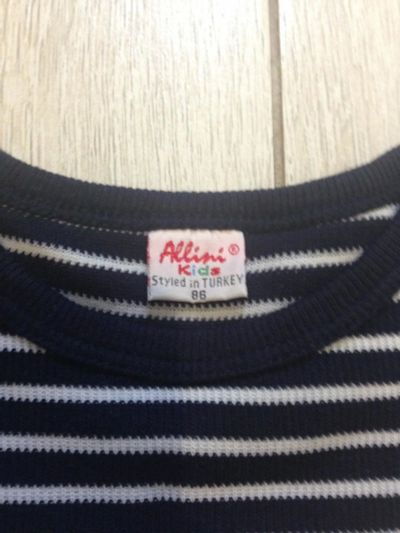 Allini ®
Kids
Styled in TURKEY
86